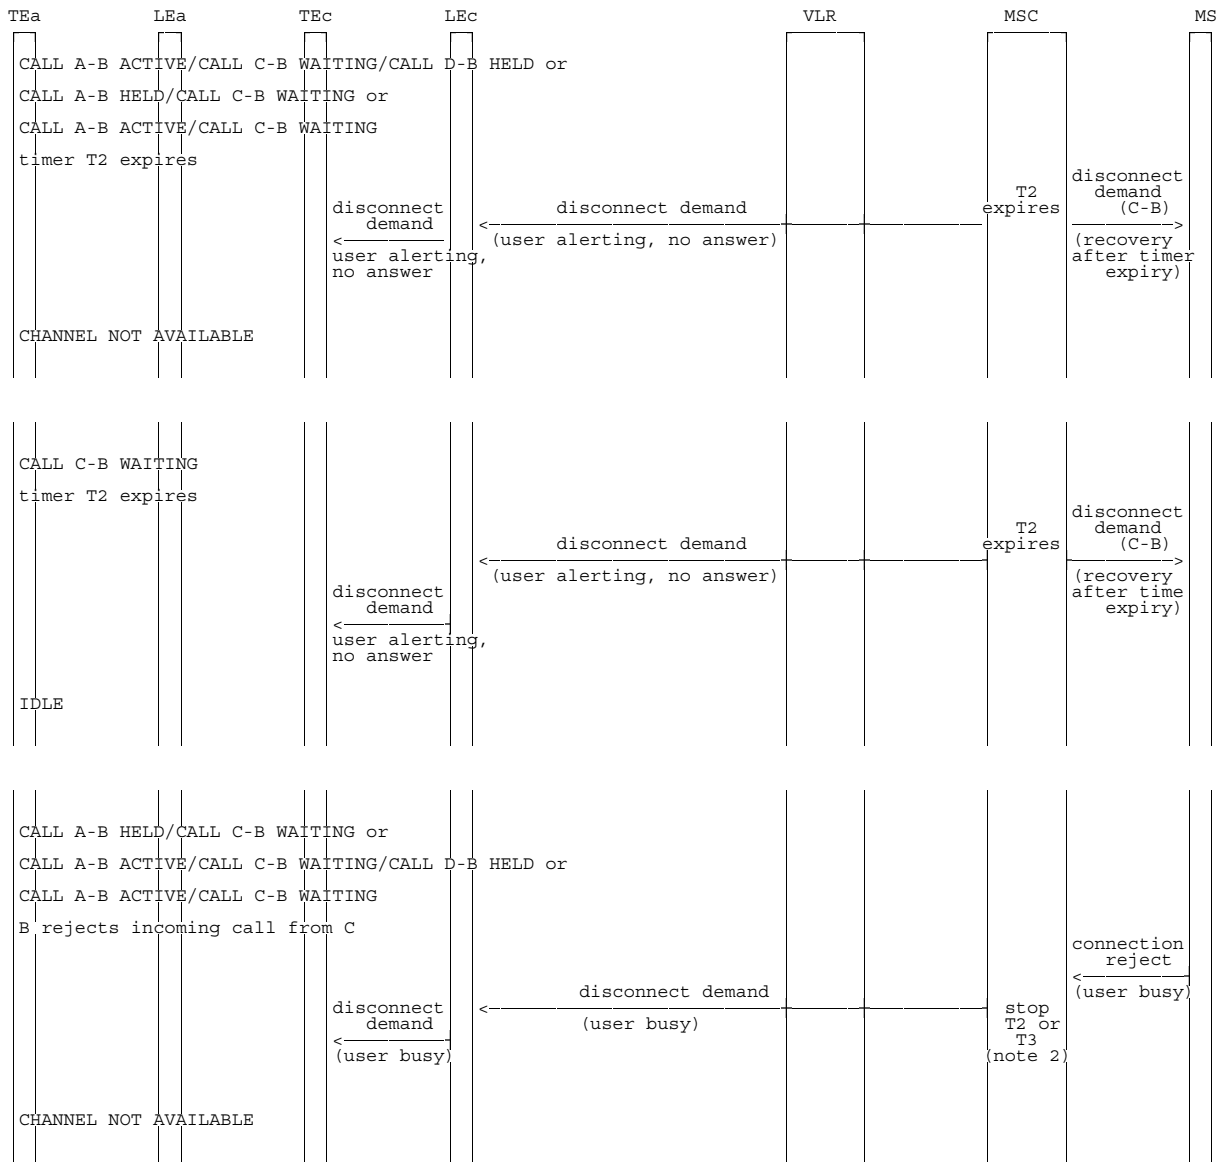 TEa LEa TEc LEc VLR MSC MS
CALL A-B ACTIVE/CALL C-B WAITING/CALL D-B HELD or
CALL A-B HELD/CALL C-B WAITING or
CALL A-B ACTIVE/CALL C-B WAITING
timer T2 expires
disconnect
demand
user alerting,
no answer
disconnect demand
(user alerting, no answer)
T2
expires
disconnect
demand
(C-B)
(recovery
after timer
expiry)
CHANNEL NOT AVAILABLE
CALL C-B WAITING
timer T2 expires
disconnect
demand
user alerting,
no answer
disconnect demand
(user alerting, no answer)
T2
expires
disconnect
demand
(C-B)
(recovery
after time
expiry)
IDLE
CALL A-B HELD/CALL C-B WAITING or
CALL A-B ACTIVE/CALL C-B WAITING/CALL D-B HELD or
CALL A-B ACTIVE/CALL C-B WAITING
B rejects incoming call from C
connection
reject
(user busy)
disconnect demand
(user busy)
stop
T2 or
T3
(note 2)
disconnect
demand
(user busy)
CHANNEL NOT AVAILABLE